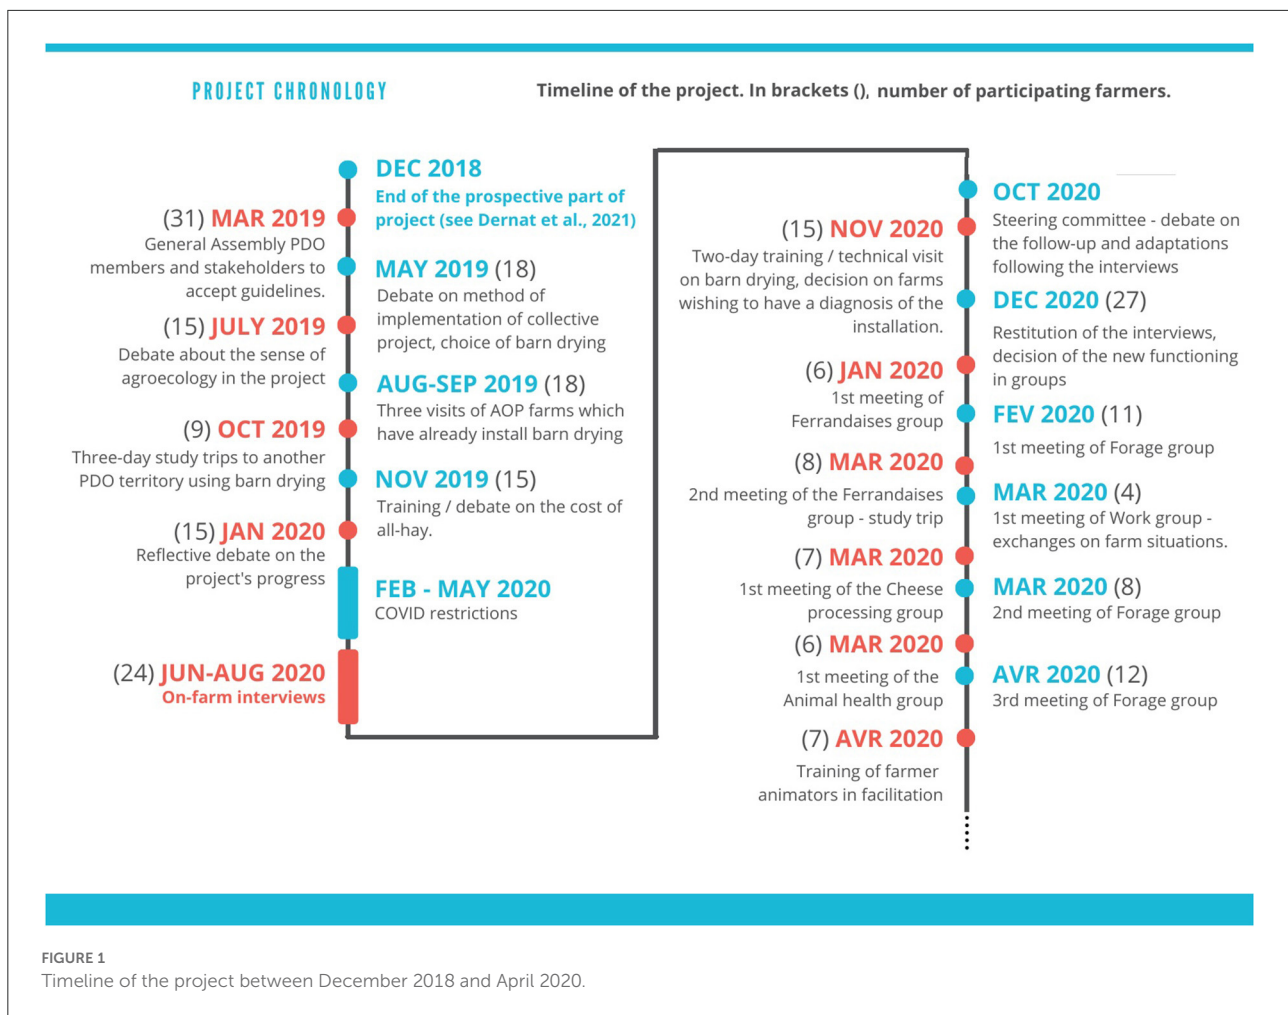 PROJECT CHRONOLOGY
Timeline of the project. In brackets (), number of participating farmers.
DEC 2018
End of the prospective part of
project (see Dernat et al., 2021)
(31) MAR 2019
General Assembly PDO
members and stakeholders to
accept guidelines.
MAY 2019 (18)
Debate on method of
implementation of collective
project, choice of barn drying
(15) JULY 2019
Debate about the sense of
agroecology in the project
AUG-SEP 2019 (18)
Three visits of AOP farms which
have already install barn drying
(9) OCT 2019
Three-day study trips to another
PDO territory using barn drying
NOV 2019 (15)
Training / debate on the cost of
all-hay.
(15) JAN 2020
Reflective debate on the
project's progress
FEB - MAY 2020
COVID restrictions
(24) JUN-AUG 2020
On-farm interviews
OCT 2020
Steering committee - debate on
the follow-up and adaptations
following the interviews
(15) NOV 2020
Two-day training / technical visit
on barn drying, decision on farms
wishing to have a diagnosis of the
installation.
DEC 2020 (27)
Restitution of the interviews,
decision of the new functioning
in groups
(6) JAN 2020
1st meeting of
Ferrandaises group
FEV 2020 (11)
1st meeting of Forage group
(8) MAR 2020
2nd meeting of the Ferrandaises
group - study trip
MAR 2020 (4)
1st meeting of Work group -
exchanges on farm situations.
(7) MAR 2020
1st meeting of the Cheese
processing group
MAR 2020 (8)
2nd meeting of Forage group
(6) MAR 2020
1st meeting of the
Animal health group
AVR 2020 (12)
3rd meeting of Forage group
(7) AVR 2020
Training of farmer
animators in facilitation
FIGURE 1
Timeline of the project between December 2018 and April 2020.